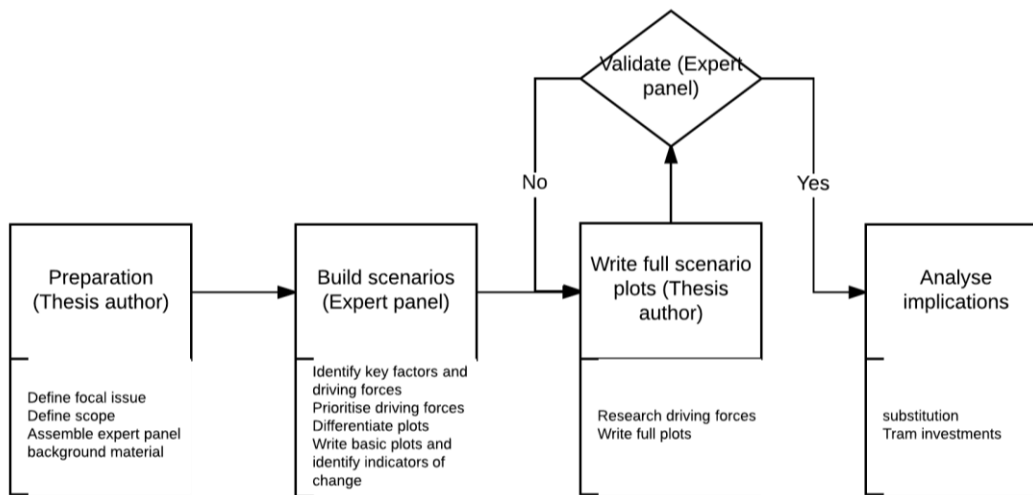 Validate (Expert
panel)
No
Yes
Preparation
(Thesis author)
Build scenarios
(Expert panel)
Write full scenario
plots (Thesis
author)
Analyse
implications
Define focal issue
Define scope
Assemble expert panel
background material
Identify key factors and
driving forces
Prioritise driving forces
Differentiate plots
Write basic plots and
identify indicators of
change
Research driving forces
Write full plots
substitution
Tram investments